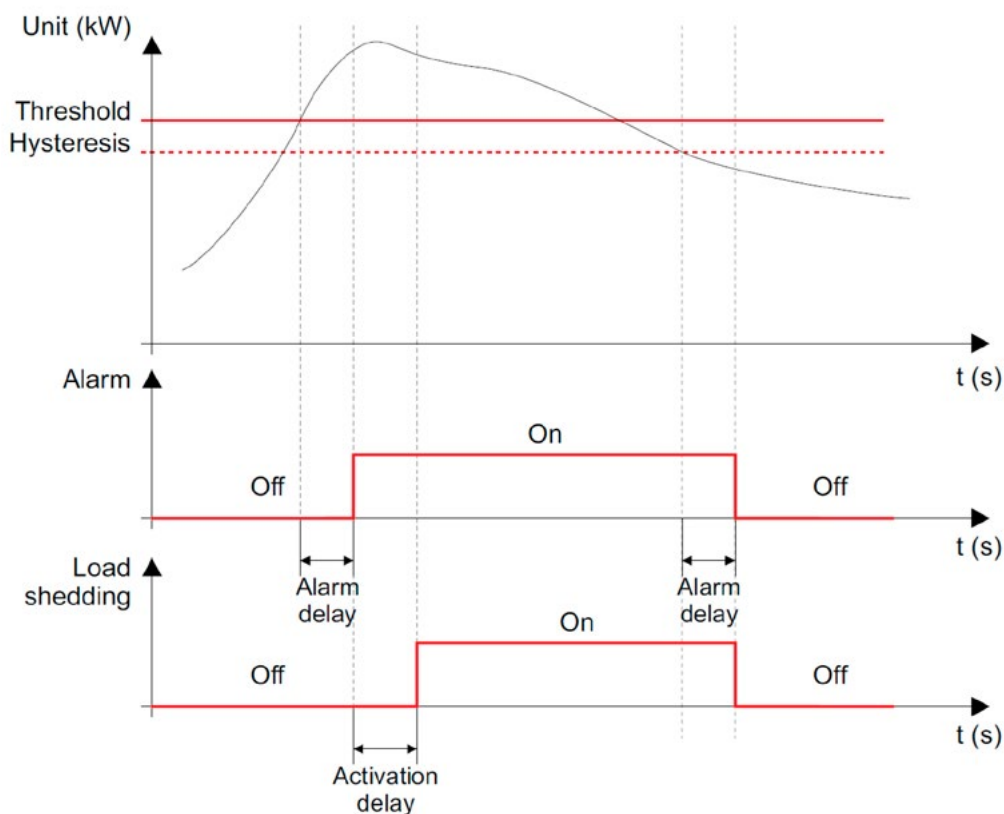 Unit (kW)
Threshold
Hysteresis
t (s)
Alarm
On
Off
Off
t (s)
Alarm
delay
Alarm
delay
Load
shedding
On
Off
Off
t (s)
Activation
delay